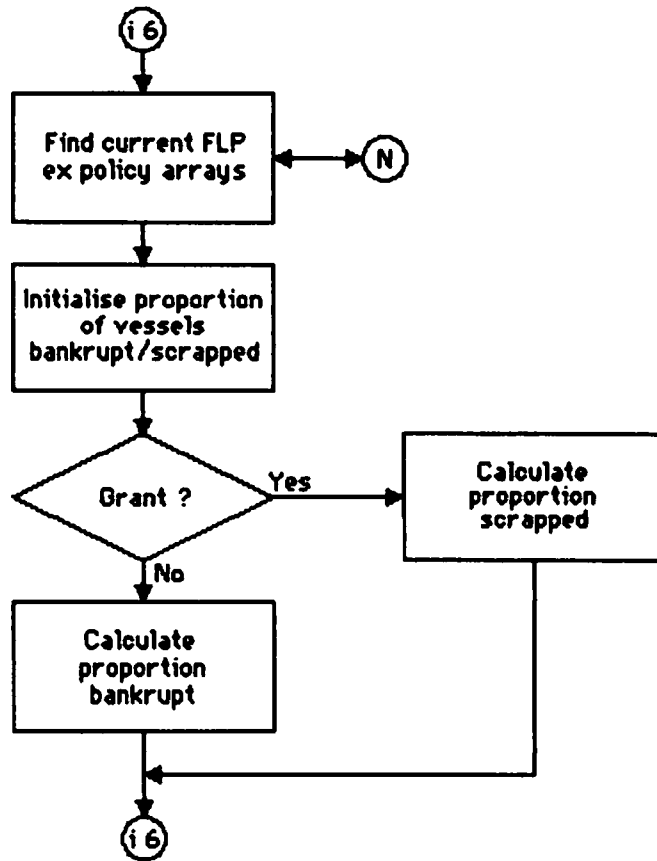 i 6
Find current FLP
ex policy arrays
N
Initialise proportion
of vessels
bankrupt/scrapped
Grant ?
Yes
Calculate
proportion
scrapped
No
Calculate
proportion
bankrupt
i 6